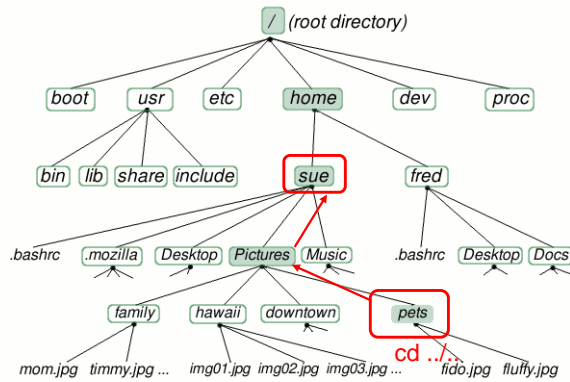 / (root directory)
boot usr etc home dev proc
bin lib share include sue fred
.bashrc .mozilla Desktop Pictures Music .bashrc Desktop Docs
family hawaii downtown pets
cd ../..
mom.jpg timmy.jpg ... img01.jpg img02.jpg img03.jpg ... fido.jpg fluffy.jpg